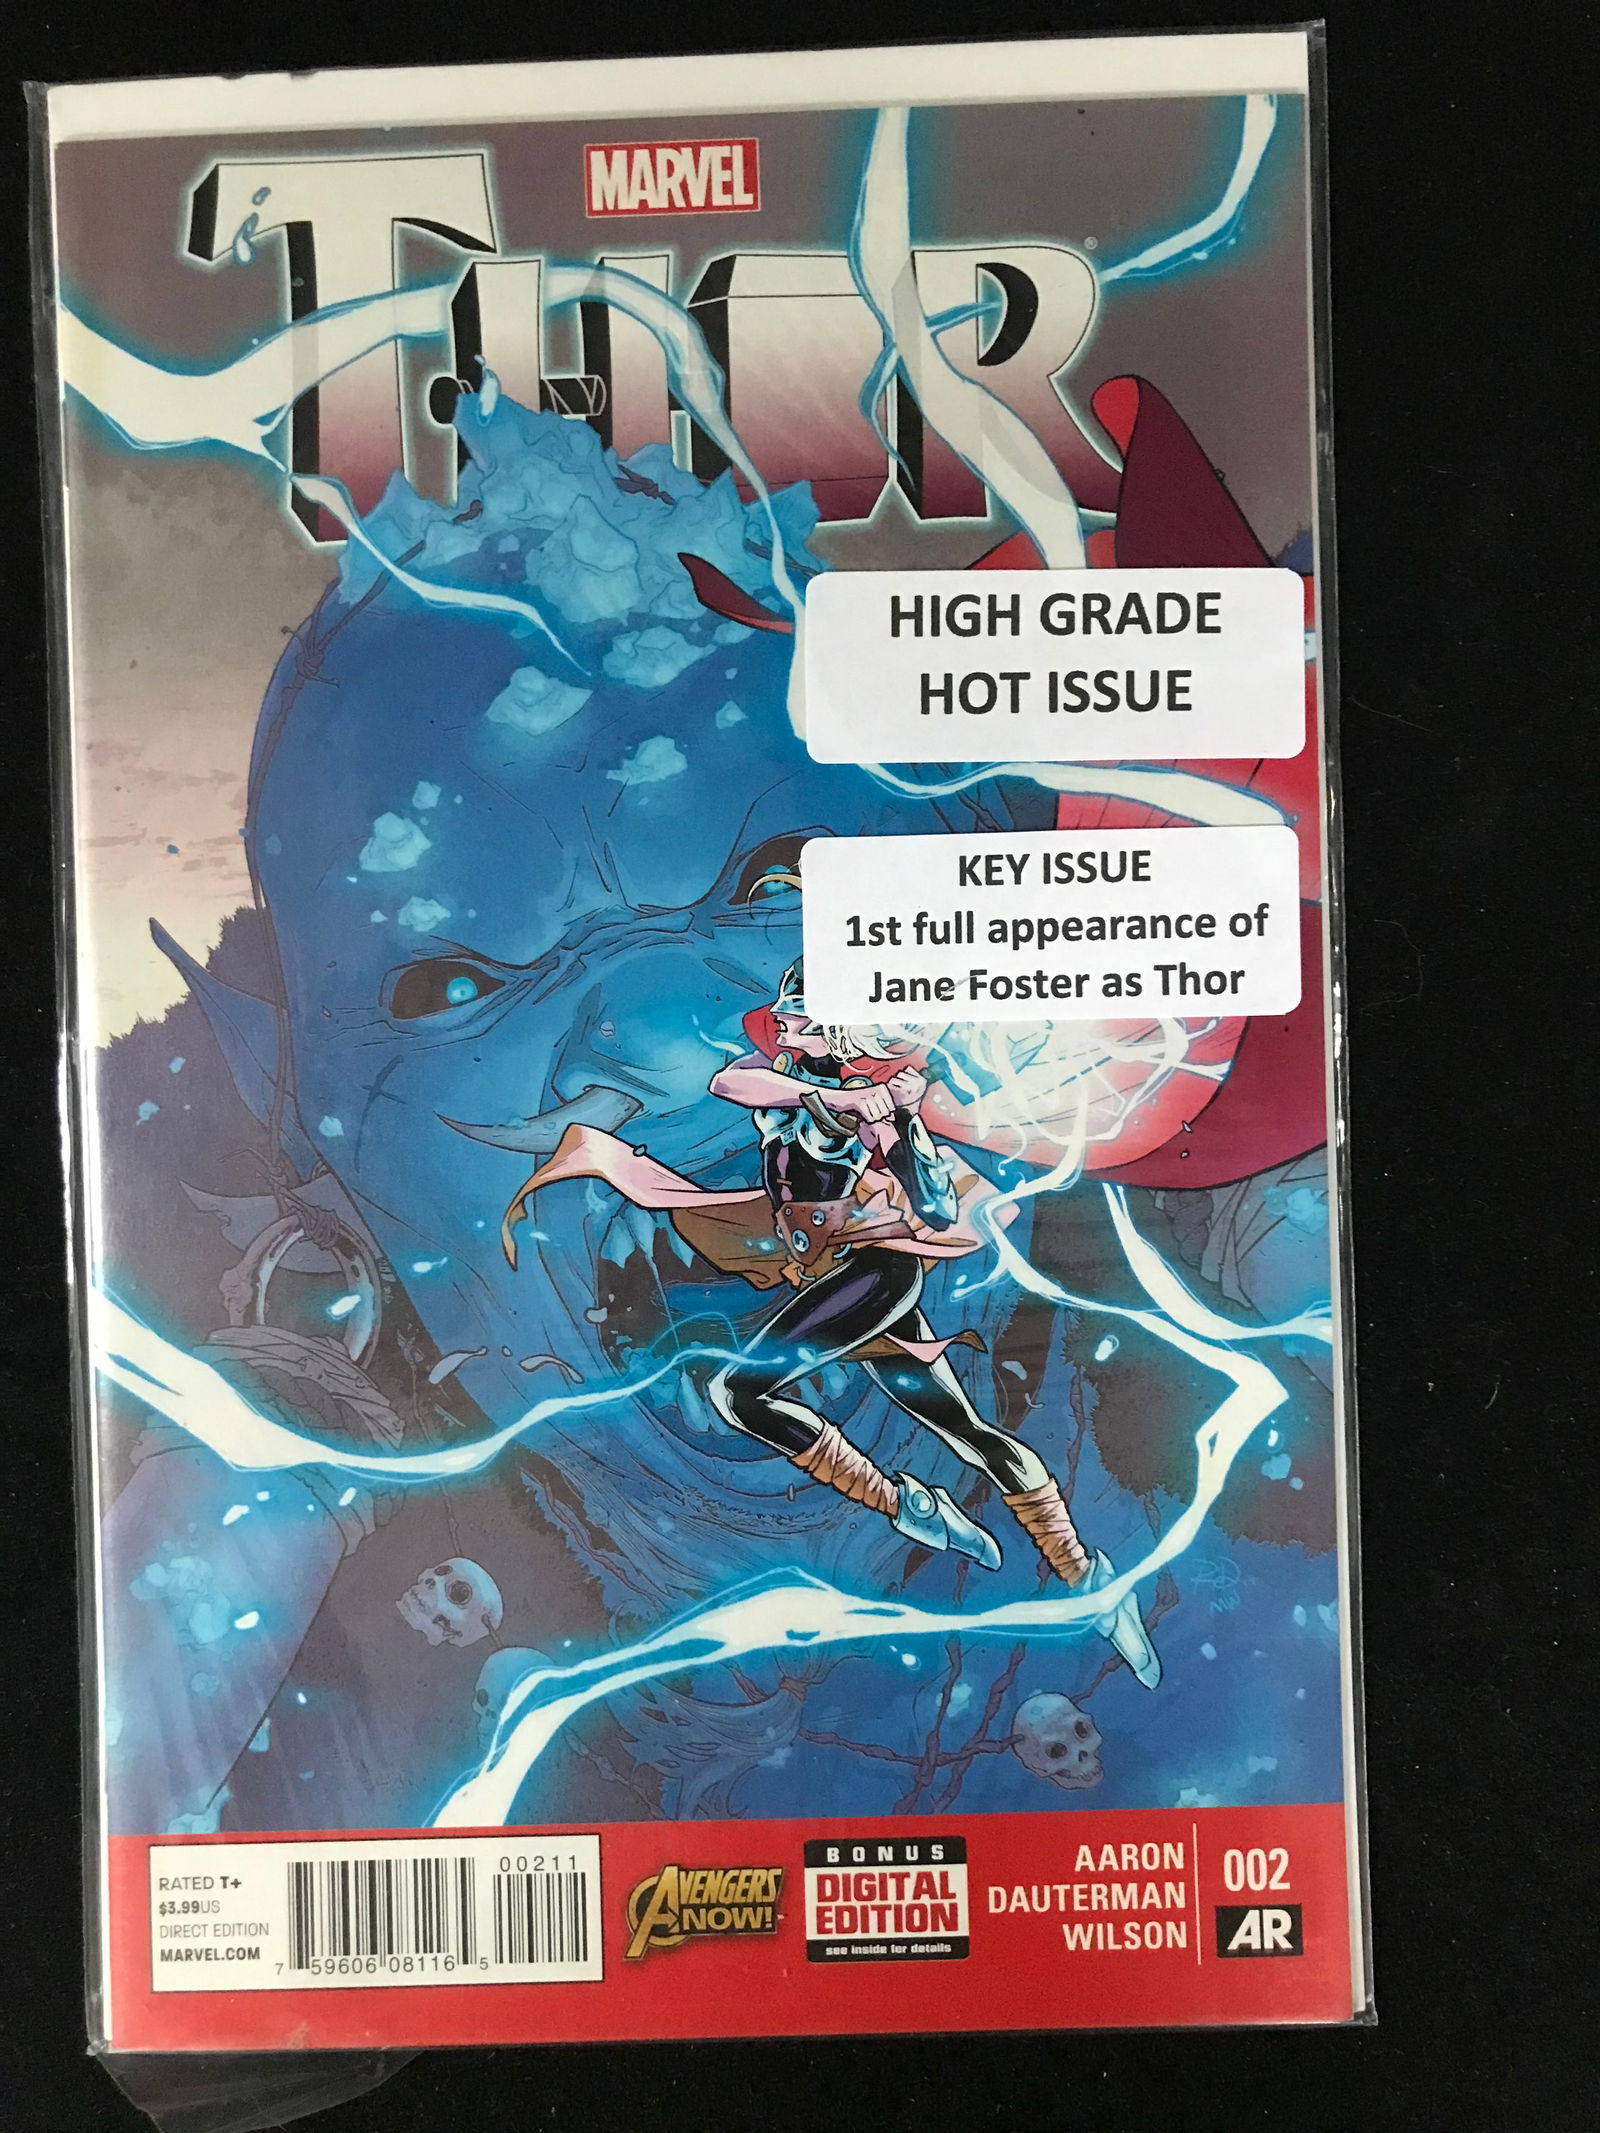 MARVEL
THOR
®
HIGH GRADE
HOT ISSUE
KEY ISSUE
1st full appearance of
Jane Foster as Thor
RD
MW
RATED T+
$3.99US
DIRECT EDITION
MARVEL.COM
00211
7 59606 08116 5
AVENGERS
NOW!
BONUS
DIGITAL
EDITION
see inside for details
AARON
DAUTERMAN
WILSON
002
AR